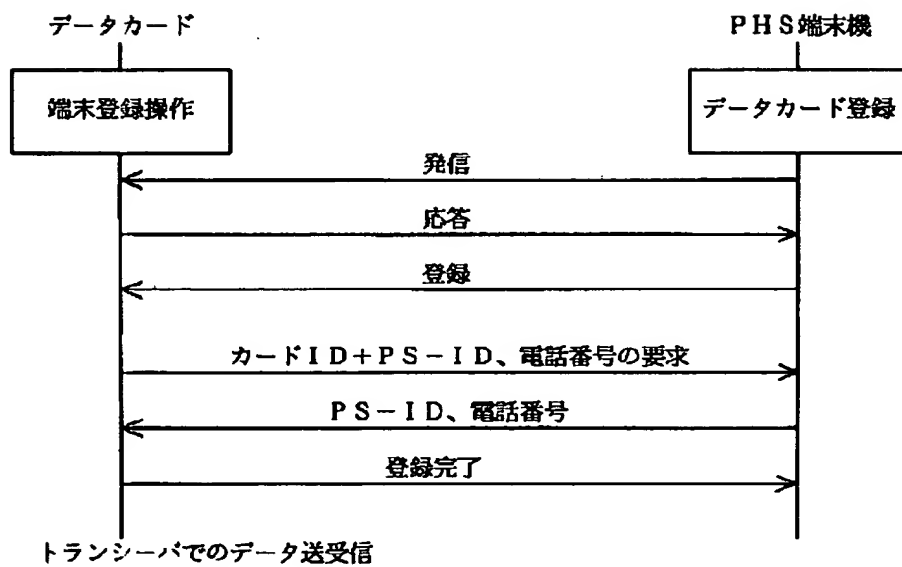 データカード
PHS端末機
端末登録操作
データカード登録
発信
応答
登録
カードID+PS-ID、電話番号の要求
PS-ID、電話番号
登録完了
トランシーバでのデータ送受信